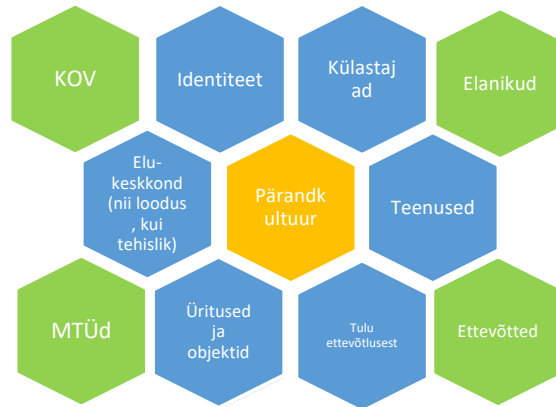 KOV
Identiteet
Külastaj
ad
Elanikud
Elu-
keskkond
(nii loodus
, kui
tehislik)
Pärandk
ultuur
Teenused
MTÜd
Üritused
ja
objektid
Tulu
ettevõtlusest
Ettevõtted